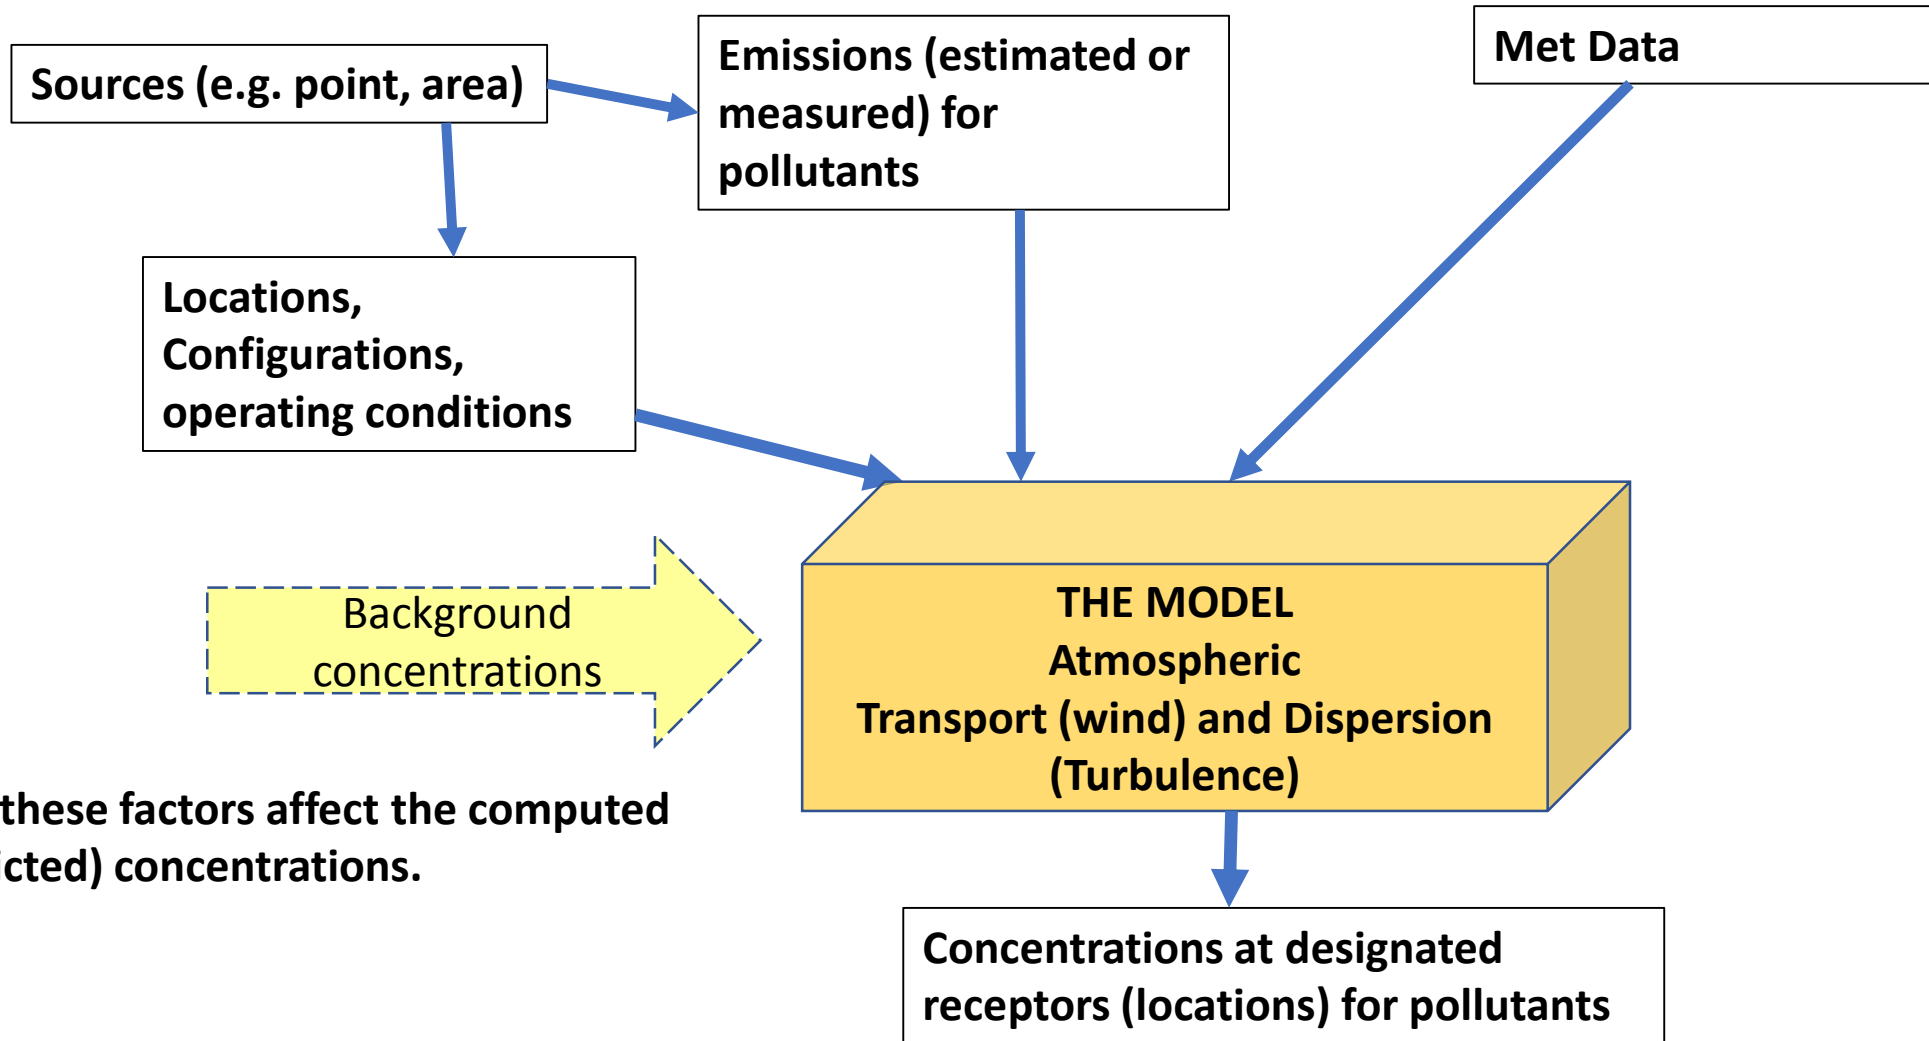 Sources (e.g. point, area)
Emissions (estimated or
measured) for
pollutants
Met Data
Locations,
Configurations,
operating conditions
Background
concentrations
THE MODEL
Atmospheric
Transport (wind) and Dispersion
(Turbulence)
these factors affect the computed
icted) concentrations.
Concentrations at designated
receptors (locations) for pollutants